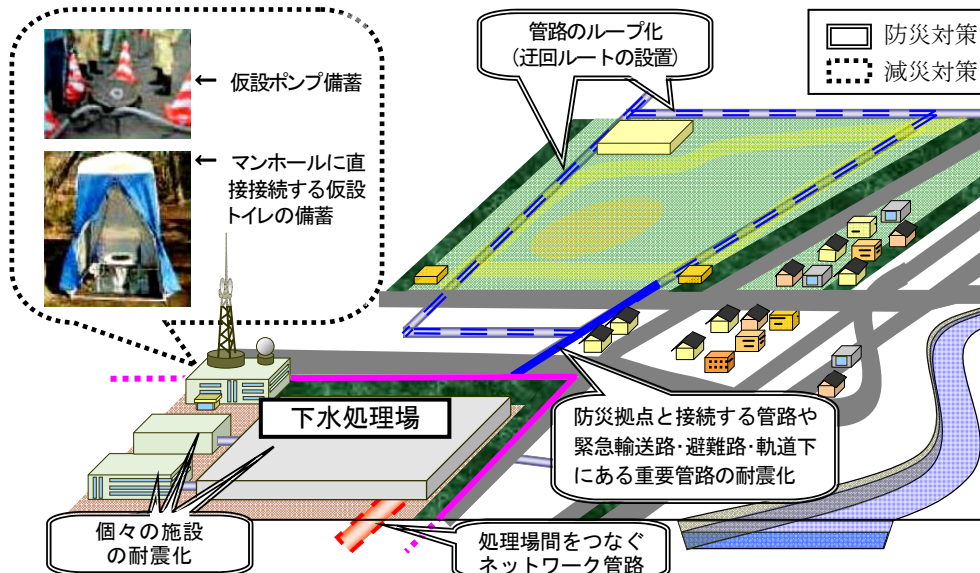 ← 仮設ポンプ備蓄
← マンホールに直
接接続する仮設
トイレの備蓄
管路のループ化
(迂回ルートの設置)
防災対策
減災対策
下水処理場
防災拠点と接続する管路や
緊急輸送路・避難路・軌道下
にある重要管路の耐震化
個々の施設
の耐震化
処理場間をつなぐ
ネットワーク管路